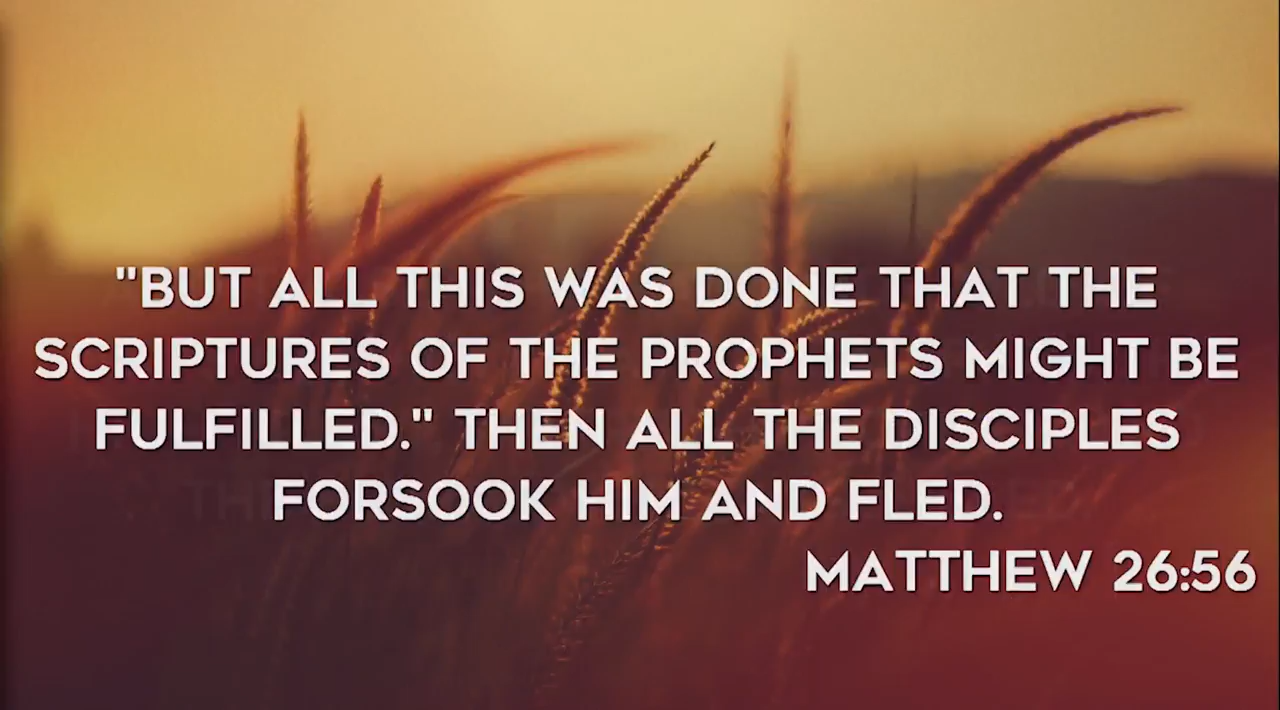 "BUT ALL THIS WAS DONE THAT THE
SCRIPTURES OF THE PROPHETS MIGHT BE
FULFILLED." THEN ALL THE DISCIPLES
FORSOOK HIM AND FLED.
MATTHEW 26:56